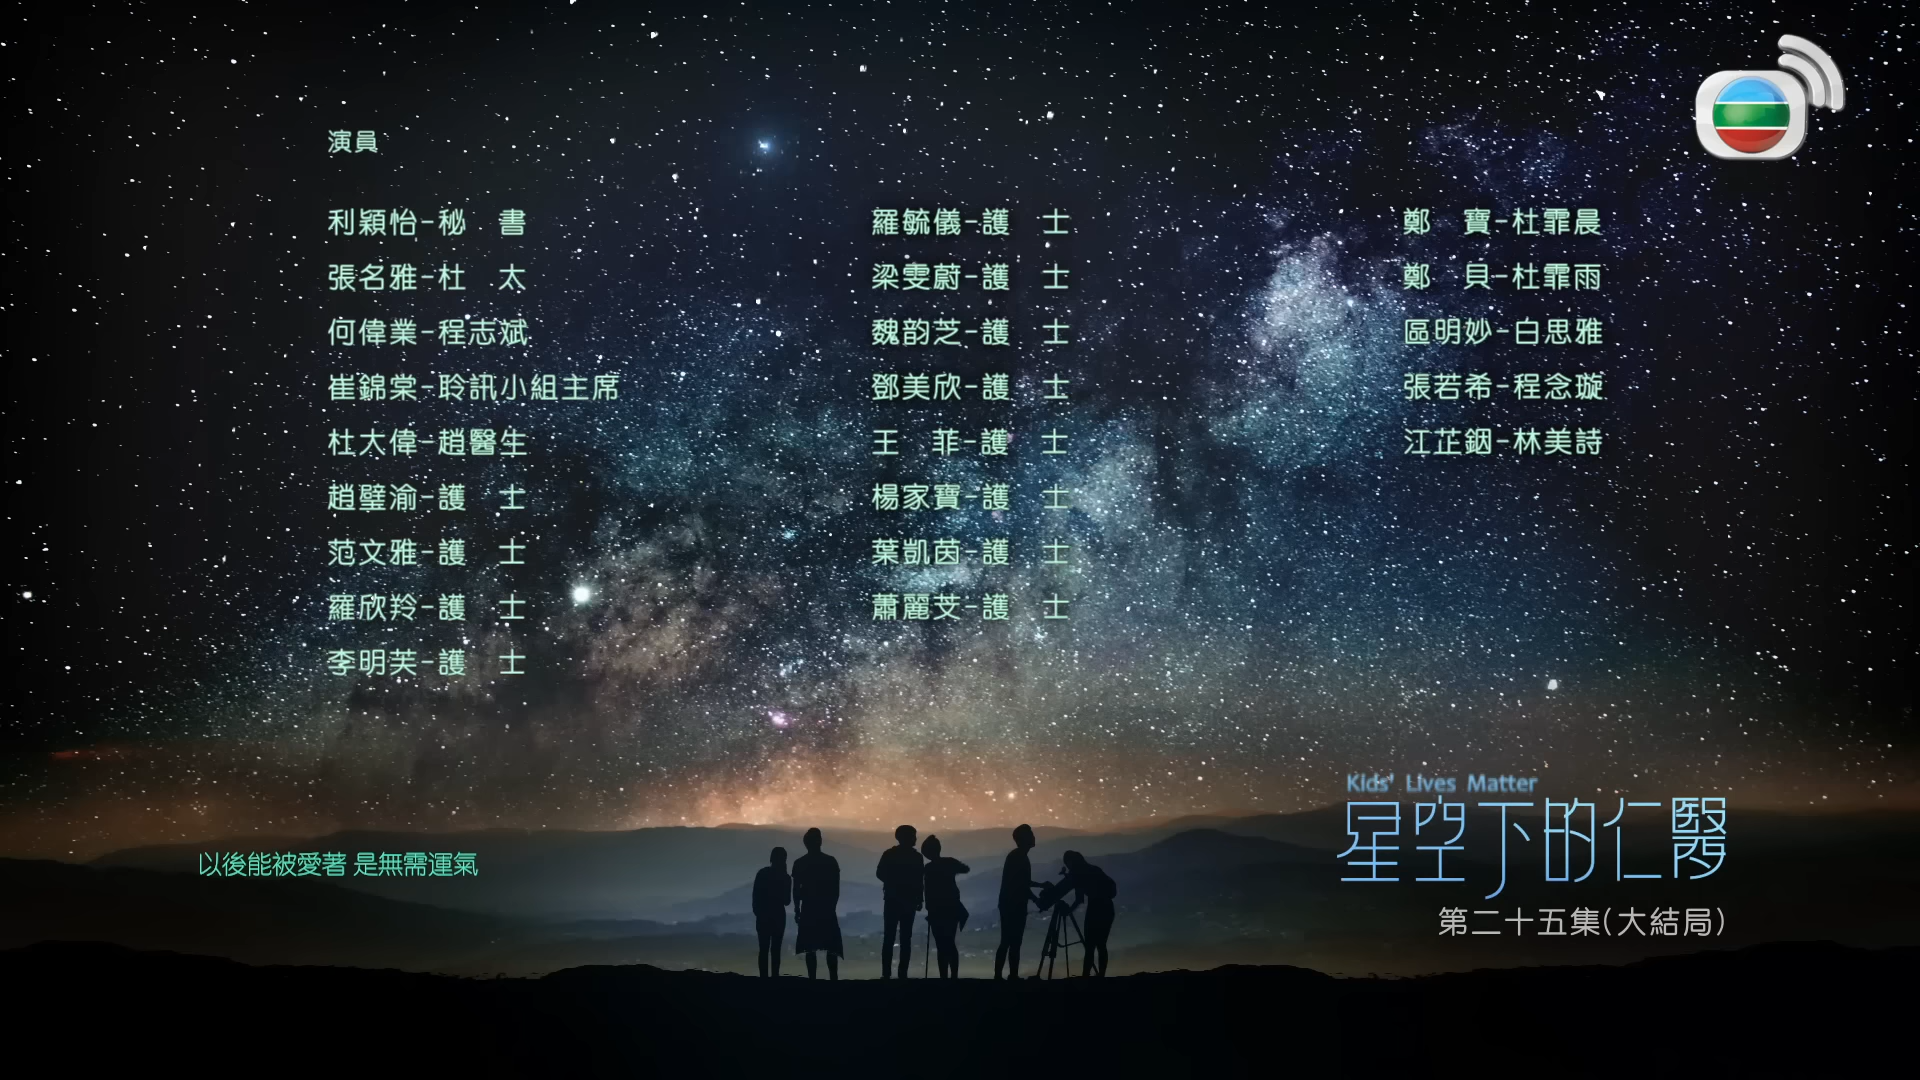 演員
利穎怡-秘　書
張名雅-杜　太
何偉業-程志斌
崔錦棠-聆訊小組主席
杜大偉-趙醫生
趙璧渝-護　士
范文雅-護　士
羅欣羚-護　士
李明芙-護　士
羅毓儀-護　士
梁雯蔚-護　士
魏韵芝-護　士
鄧美欣-護　士
王　菲-護　士
楊家寶-護　士
葉凱茵-護　士
蕭麗芠-護　士
鄭　寶-杜霏晨
鄭　貝-杜霏雨
區明妙-白思雅
張若希-程念璇
江芷銦-林美詩
Kids' Lives Matter
星空下的仁醫
第二十五集(大結局)
以後能被愛著 是無需運氣